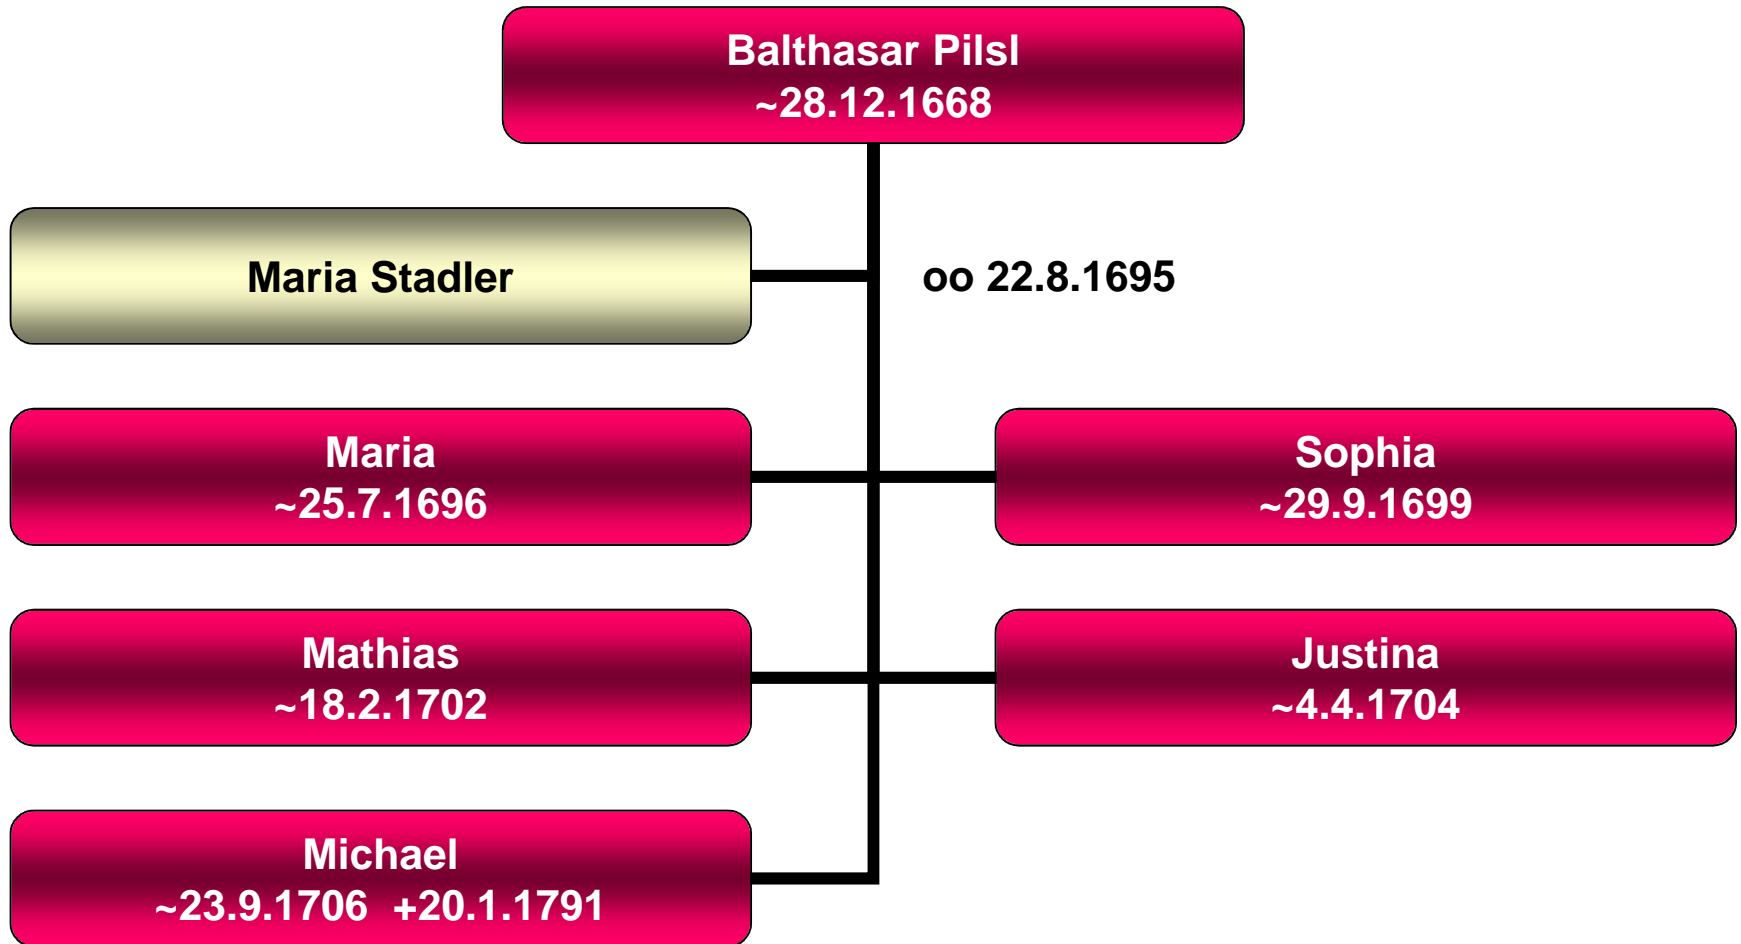 Balthasar Pilsl
~28.12.1668
Maria Stadler
oo 22.8.1695
Maria
~25.7.1696
Sophia
~29.9.1699
Mathias
~18.2.1702
Justina
~4.4.1704
Michael
~23.9.1706  +20.1.1791